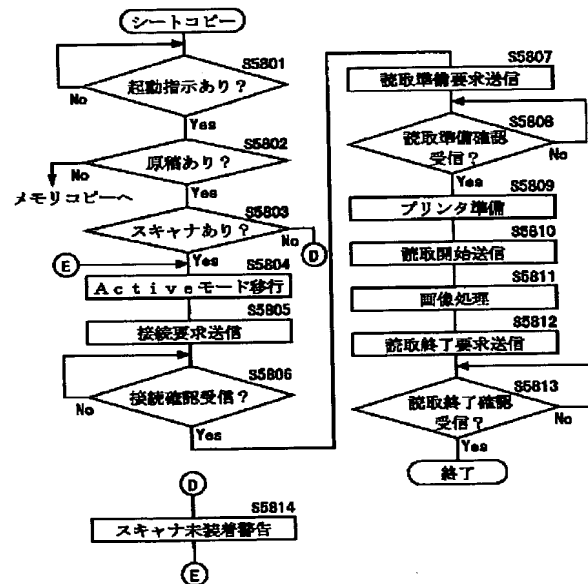 シートコピー
S5801
起動指示あり？
No
Yes
S5802
原稿あり？
No
Yes
メモリコピーへ
S5803
スキャナあり？
No
D
Yes
E
S5804
Activeモード移行
S5805
接続要求送信
S5806
接続確認受信？
No
Yes
S5807
読取準備要求送信
S5808
読取準備確認
受信？
No
Yes
S5809
プリンタ準備
S5810
読取開始送信
S5811
画像処理
S5812
読取終了要求送信
S5813
読取終了確認
受信？
No
Yes
終了
D
S5814
スキャナ未装着警告
E